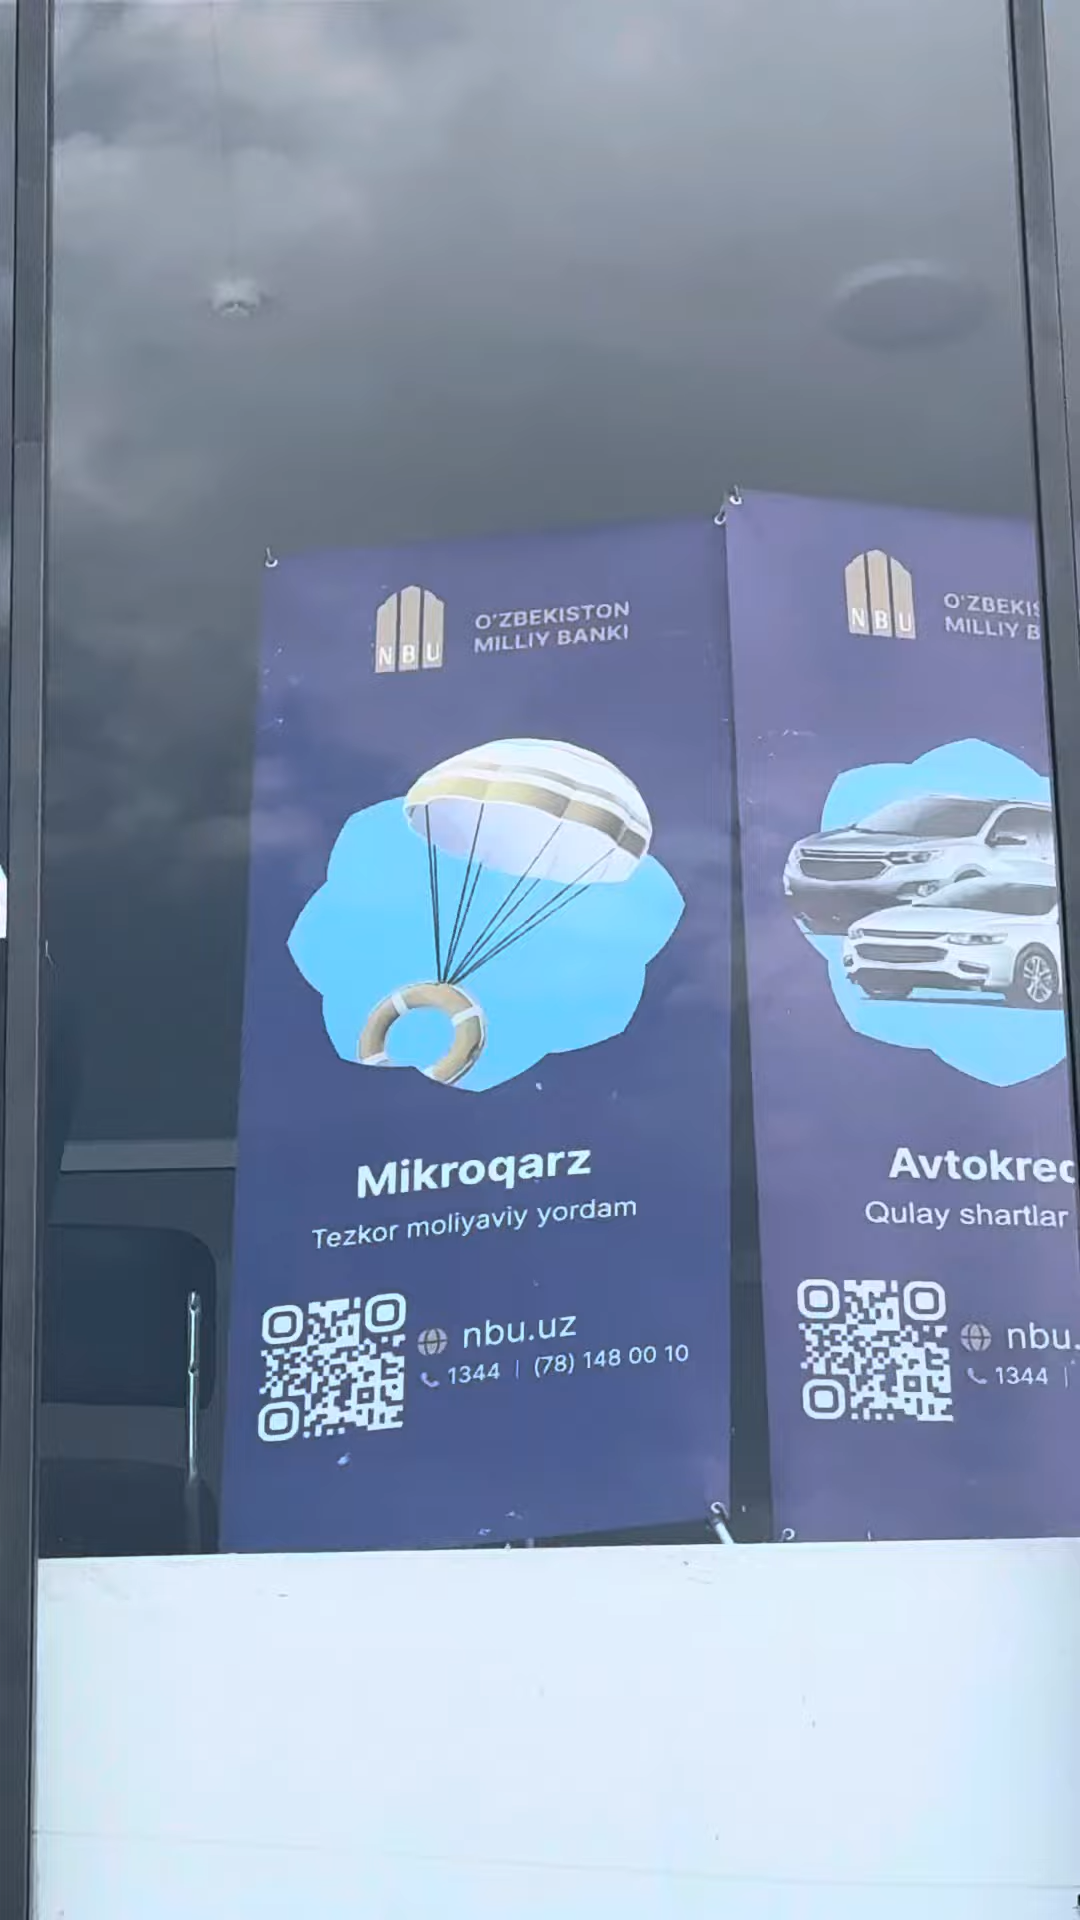 NBU
O'ZBEKISTON
MILLIY BANKI
Mikroqarz
Tezkor moliyaviy yordam
nbu.uz
1344 | (78) 148 00 10
NBU
O'ZBEKIS
MILLIY B
Avtokred
Qulay shartlar
nbu.
1344 |